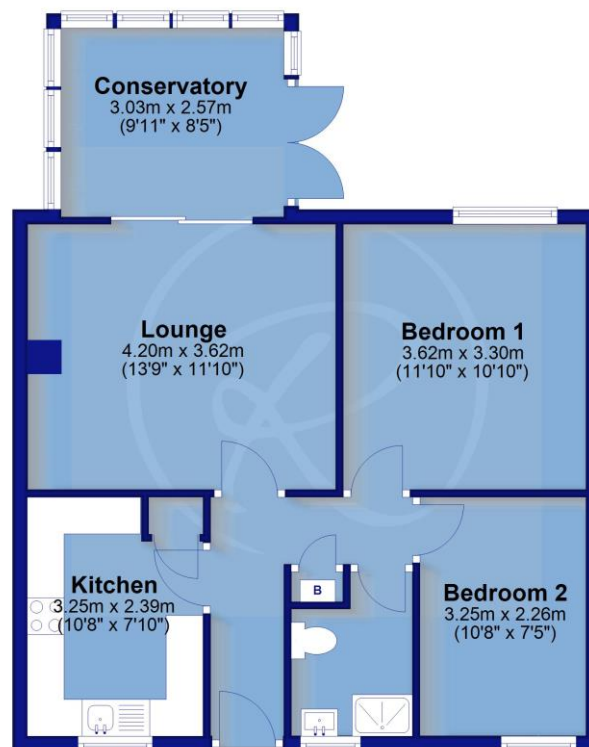 Conservatory
3.03m x 2.57m
(9'11" x 8'5")
Lounge
4.20m x 3.62m
(13'9" x 11'10")
Bedroom 1
3.62m x 3.30m
(11'10" x 10'10")
Kitchen
3.25m x 2.39m
(10'8" x 7'10")
B
Bedroom 2
3.25m x 2.26m
(10'8" x 7'5")
R